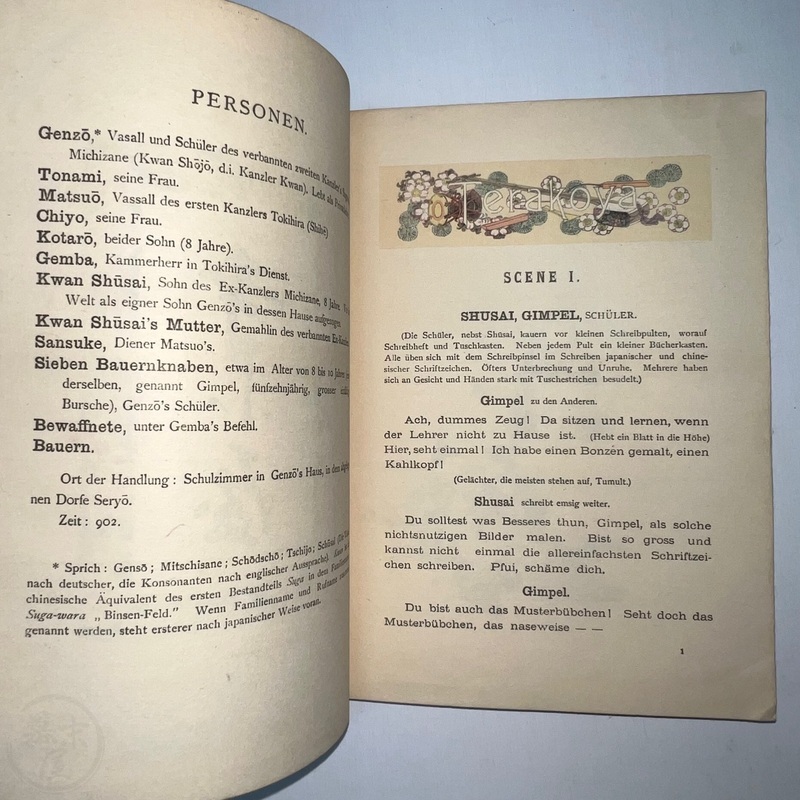 PERSONEN.
Genzō,* Vasall und Schüler des verbannten zweiten Kanzler's
Michizane (Kwan Shōjō, d.i. Kanzler Kwan). Lebt als
Tonami, seine Frau.
Matsuō, Vassall des ersten Kanzlers Tokihira (Shihē)
Chiyo, seine Frau.
Kotarō, beider Sohn (8 Jahre).
Gemba, Kammerherr in Tokihira's Dienst.
Kwan Shūsai, Sohn des Ex-Kanzlers Michizane, 8 Jahre.
Welt als eigner Sohn Genzō's in dessen Hause aufgezogen
Kwan Shūsai's Mutter, Gemahlin des verbannten
Sansuke, Diener Matsuo's.
Sieben Bauernknaben, etwa im Alter von 8 bis 10 Jahren
derselben, genannt Gimpel, fünfzehnjährig, grosser
Bursche), Genzō's Schüler.
Bewaffnete, unter Gemba's Befehl.
Bauern.
Ort der Handlung: Schulzimmer in Genzō's Haus, in dem
nen Dorfe Seryō.
Zeit: 902.
* Sprich: Gensō; Mitschisane; Schōdschō; Tschijo; Schūsai
nach deutscher, die Konsonanten nach englischer Aussprache).
chinesische Äquivalent des ersten Bestandteils Suga in dem
Suga-wara „Binsen-Feld." Wenn Familienname und
genannt werden, steht ersterer nach japanischer Weise voran.
Terakoya
SCENE I.
SHUSAI, GIMPEL, SCHÜLER.
(Die Schüler, nebst Shūsai, kauern vor kleinen Schreibpulten, worauf
Schreibheft und Tuschkasten. Neben jedem Pult ein kleiner Bücherkasten.
Alle üben sich mit dem Schreibpinsel im Schreiben japanischer und chine-
sischer Schriftzeichen. Öfters Unterbrechung und Unruhe. Mehrere haben
sich an Gesicht und Händen stark mit Tuschestrichen besudelt.)
Gimpel zu den Anderen.
Ach, dummes Zeug! Da sitzen und lernen, wenn
der Lehrer nicht zu Hause ist. (Hebt ein Blatt in die Höhe)
Hier, seht einmal! Ich habe einen Bonzen gemalt, einen
Kahlkopf!
(Gelächter, die meisten stehen auf, Tumult.)
Shusai schreibt emsig weiter.
Du solltest was Besseres thun, Gimpel, als solche
nichtsnutzigen Bilder malen. Bist so gross und
kannst nicht einmal die allereinfachsten Schriftzei-
chen schreiben. Pfui, schäme dich.
Gimpel.
Du bist auch das Musterbübchen! Seht doch das
Musterbübchen, das naseweise — —
1